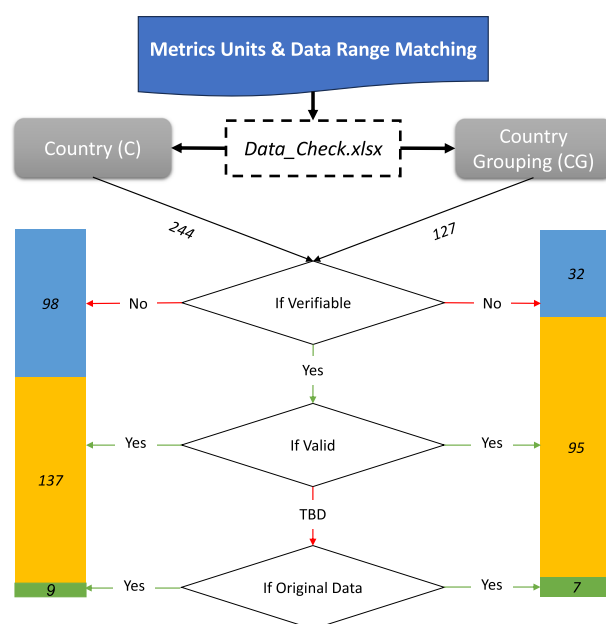 Metrics Units & Data Range Matching
Country (C)
Data_Check.xlsx
Country
Grouping (CG)
244
127
98
No
If Verifiable
No
32
Yes
Yes
If Valid
Yes
137
95
TBD
9
Yes
If Original Data
Yes
7